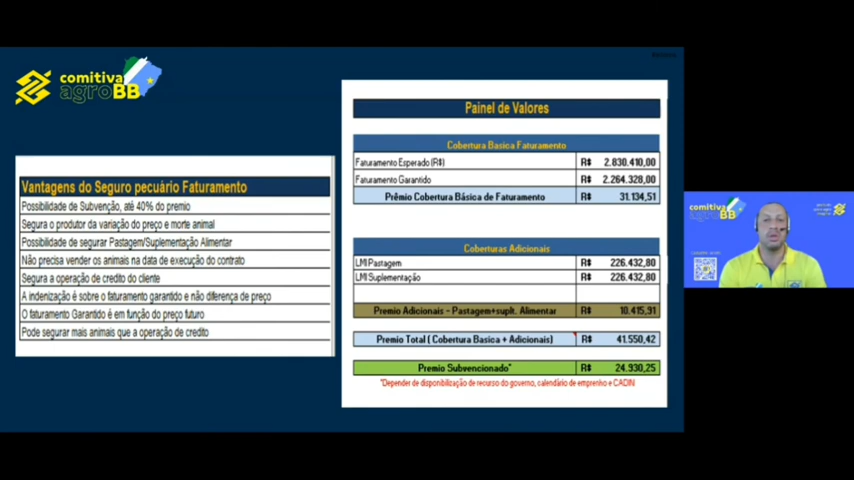 comitiva
agroBB
Vantagens do Seguro pecuário Faturamento
Possibilidade de Subvenção, até 40% do premio
Segura o produtor da variação do preço e morte animal
Possibilidade de segurar Pastagem/Suplementação Alimentar
Não precisa vender os animais na data de execução do contrato
Segura a operação de credito do cliente
A indenização é sobre o faturamento garantido e não diferença de preço
O faturamento Garantido é em função do preço futuro
Pode segurar mais animais que a operação de credito
Painel de Valores
Cobertura Basica Faturamento
Faturamento Esperado (R$) R$ 2.830.410,00
Faturamento Garantido R$ 2.264.328,00
Prêmio Cobertura Básica de Faturamento R$ 31.134,51
Coberturas Adicionais
LMI Pastagem R$ 226.432,80
LMI Suplementação R$ 226.432,80
Premio Adicionais - Pastagem+suplt. Alimentar R$ 10.415,91
Premio Total ( Cobertura Basica + Adicionais) R$ 41.550,42
Premio Subvencionado* R$ 24.930,25
*Depender de disponibilização de recurso do governo, calendário de emprenho e CADIN
comitiva
agroBB